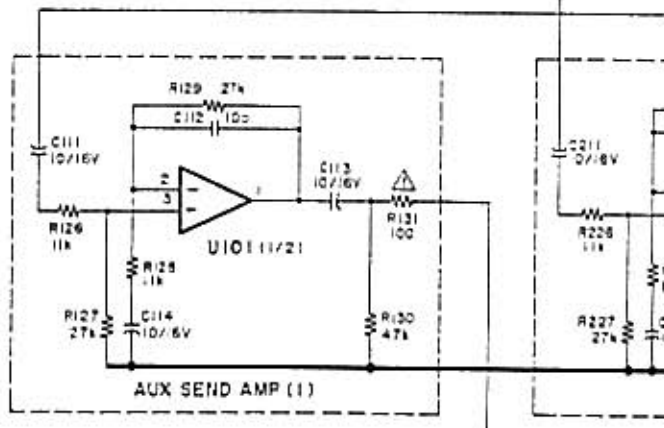 R129 27k
C112 10p
C111
10/16V
2
3
1
C113
10/16V
R126
11k
U101 (1/2)
R131
100
R128
11k
R127
27k
C114
10/16V
R130
47k
AUX SEND AMP (1)
C211
10/16V
R226
11k
R227
27k